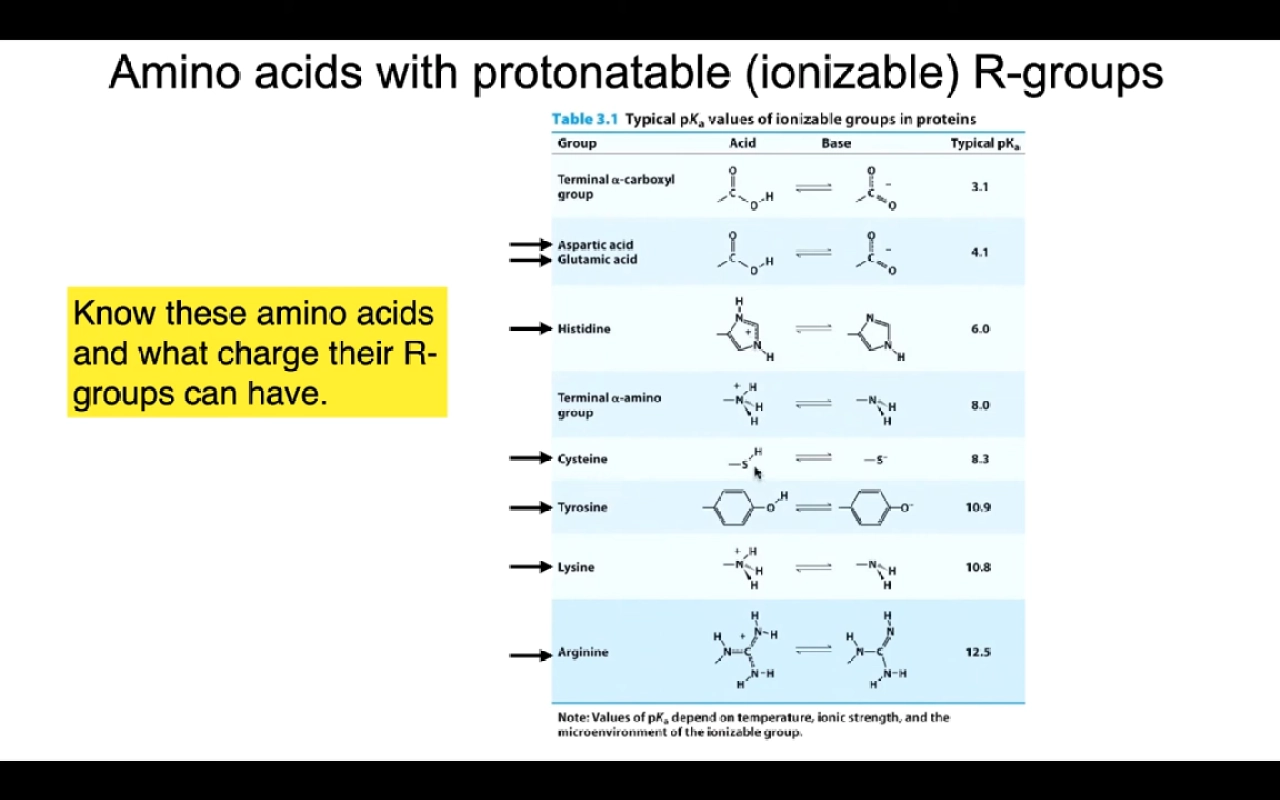 Amino acids with protonatable (ionizable) R-groups
Table 3.1 Typical pKa values of ionizable groups in proteins
Group Acid Base Typical pKa
Terminal α-carboxyl
group
O
C
O
H
O
C
O
-
3.1
Aspartic acid
Glutamic acid
O
C
O
H
O
C
O
-
4.1
Know these amino acids
and what charge their R-
groups can have.
Histidine
H
N
+
N
H
N
N
H
6.0
Terminal α-amino
group
+
H
N
H
H
N
H
H
8.0
Cysteine
S
H
S-
8.3
Tyrosine
O
H
O-
10.9
Lysine
+
H
N
H
H
N
H
H
10.8
Arginine
H
H
+
N-H
N
C
N-H
H
H
N
H
N
C
N-H
H
12.5
Note: Values of pKa depend on temperature, ionic strength, and the
microenvironment of the ionizable group.